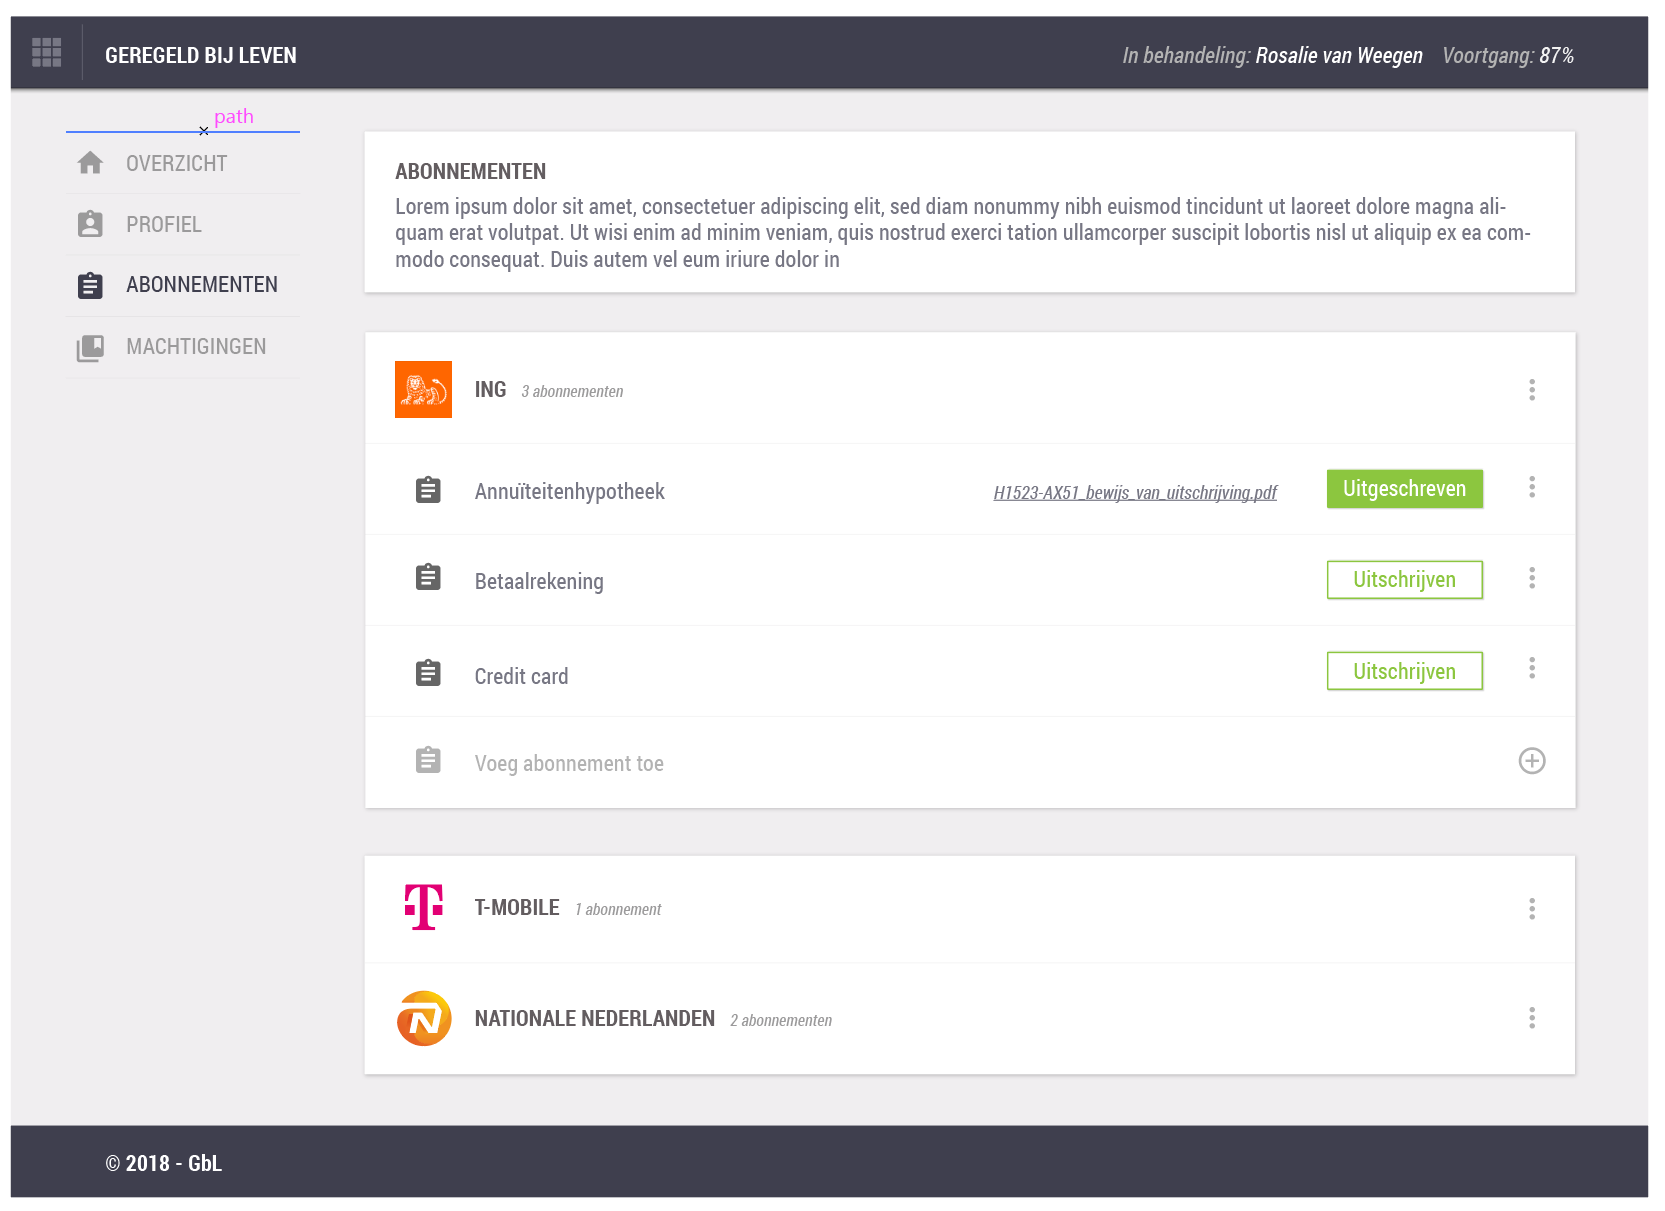 GEREGELD BIJ LEVEN
In behandeling: Rosalie van Weegen Voortgang: 87%
path
OVERZICHT
PROFIEL
ABONNEMENTEN
MACHTIGINGEN
ABONNEMENTEN
Lorem ipsum dolor sit amet, consectetuer adipiscing elit, sed diam nonummy nibh euismod tincidunt ut laoreet dolore magna ali-
quam erat volutpat. Ut wisi enim ad minim veniam, quis nostrud exerci tation ullamcorper suscipit lobortis nisl ut aliquip ex ea com-
modo consequat. Duis autem vel eum iriure dolor in
ING 3 abonnementen
Annuïteitenhypotheek H1523-AX51_bewijs_van_uitschrijving.pdf Uitgeschreven
Betaalrekening Uitschrijven
Credit card Uitschrijven
Voeg abonnement toe
T-MOBILE 1 abonnement
NATIONALE NEDERLANDEN 2 abonnementen
© 2018 - GbL